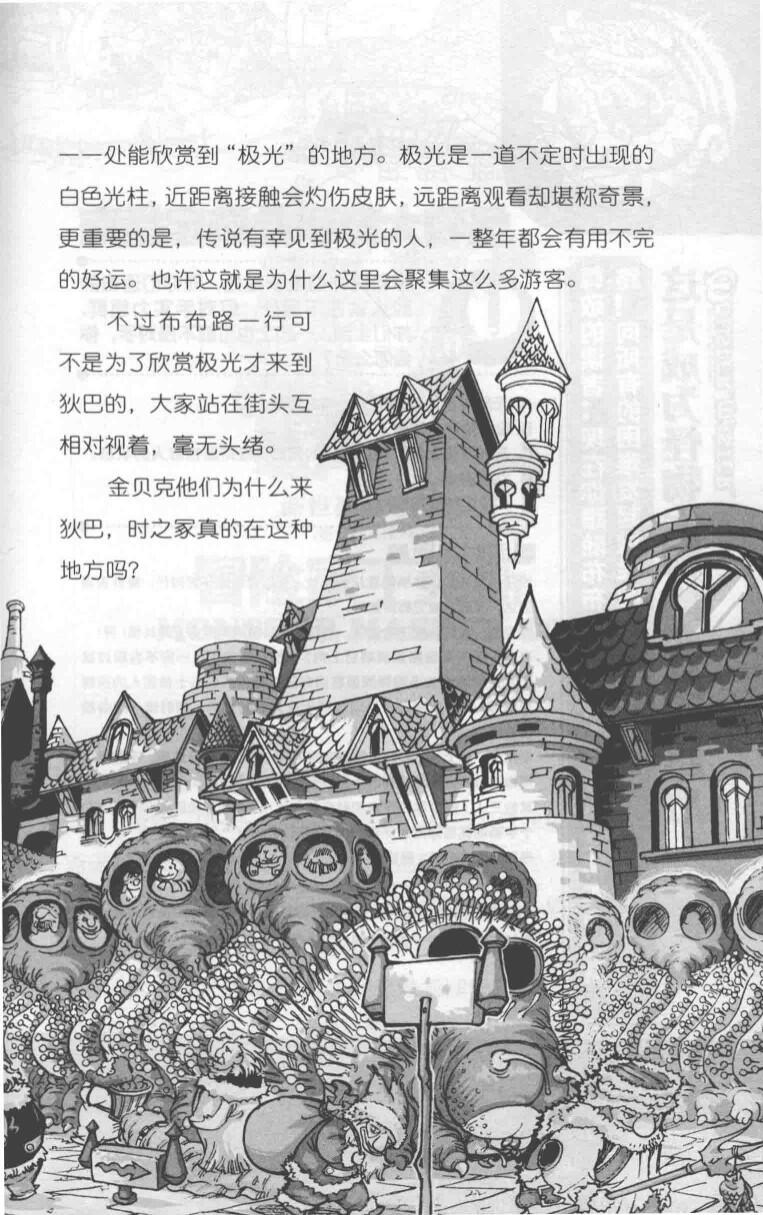 一一处能欣赏到“极光”的地方。极光是一道不定时出现的
白色光柱，近距离接触会灼伤皮肤，远距离观看却堪称奇景，
更重要的是，传说有幸见到极光的人，一整年都会有用不完
的好运。也许这就是为什么这里会聚集这么多游客。
不过布布路一行可
不是为了欣赏极光才来到
狄巴的，大家站在街头互
相对视着，毫无头绪。
金贝克他们为什么来
狄巴，时之冢真的在这种
地方吗？